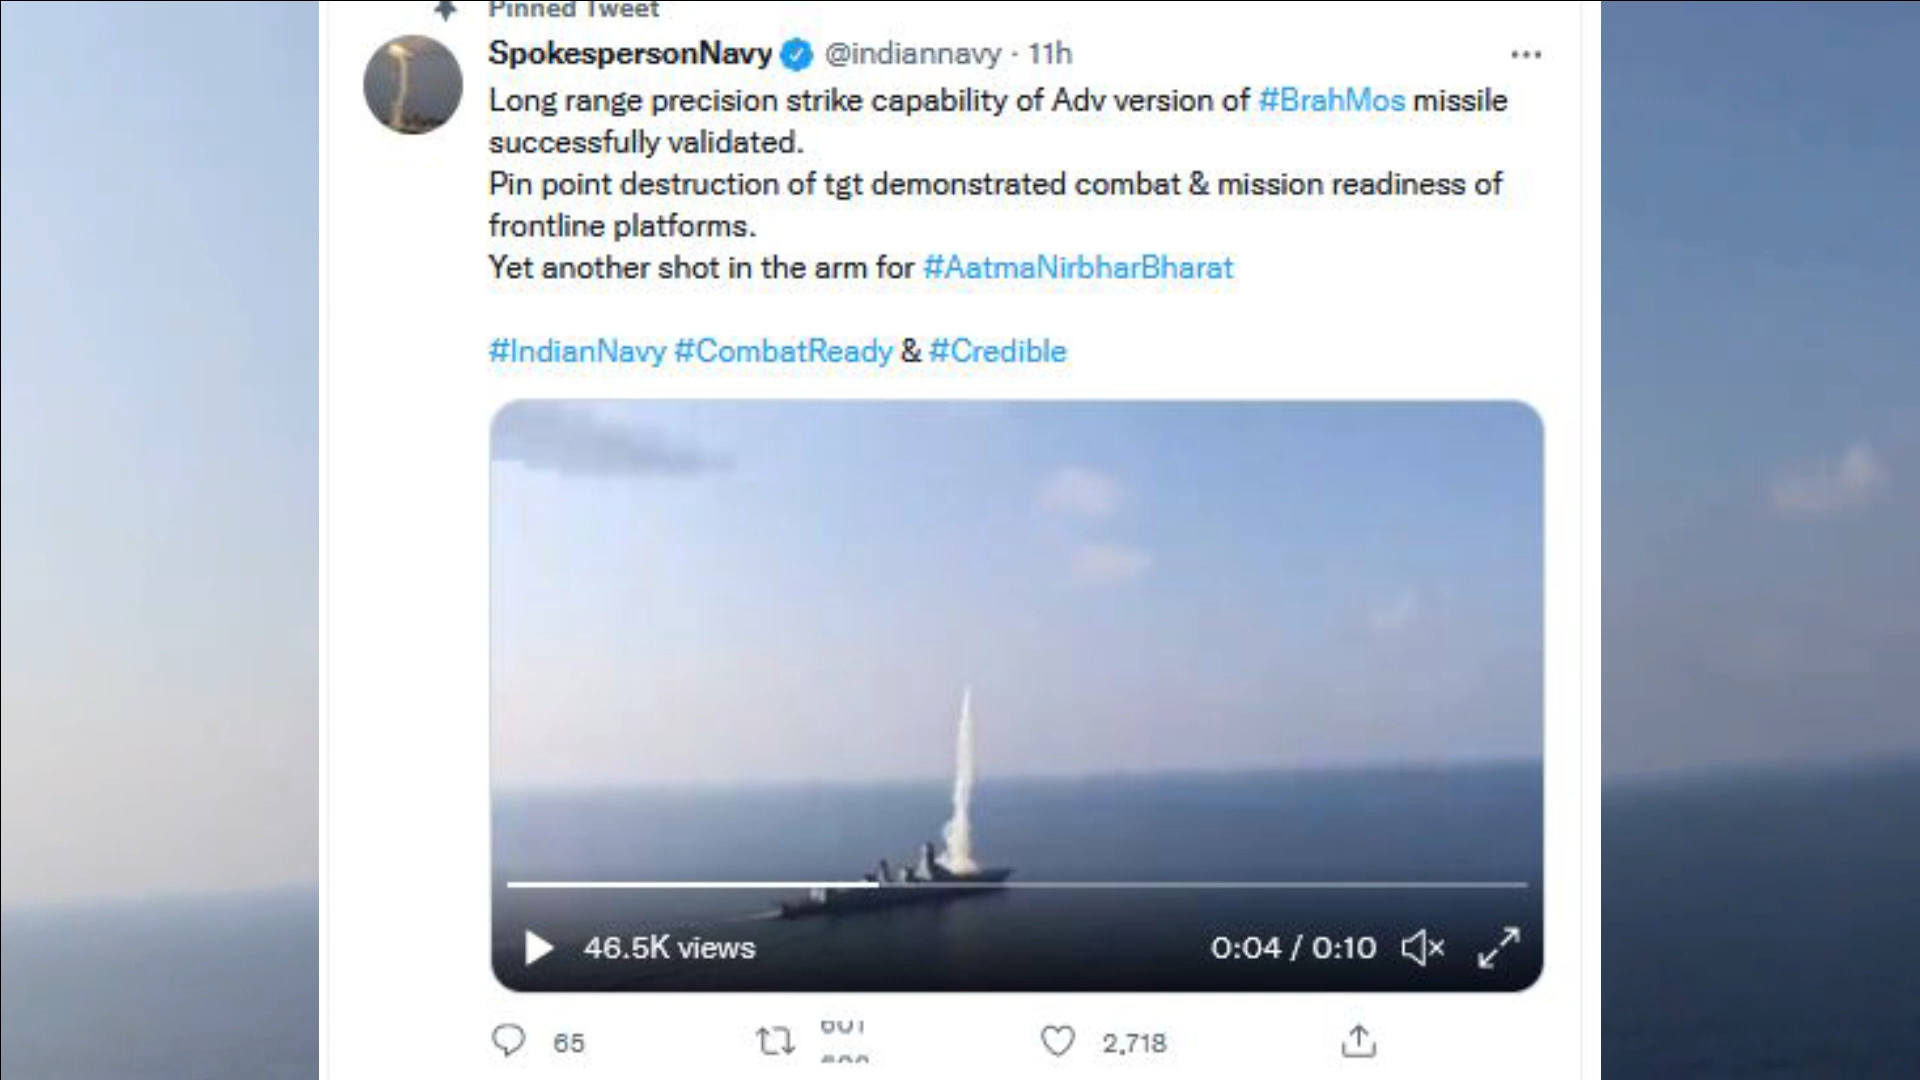 Pinned Tweet
SpokespersonNavy @indiannavy · 11h
Long range precision strike capability of Adv version of #BrahMos missile
successfully validated.
Pin point destruction of tgt demonstrated combat & mission readiness of
frontline platforms.
Yet another shot in the arm for #AatmaNirbharBharat
#IndianNavy #CombatReady & #Credible
46.5K views 0:04 / 0:10
65 2,718